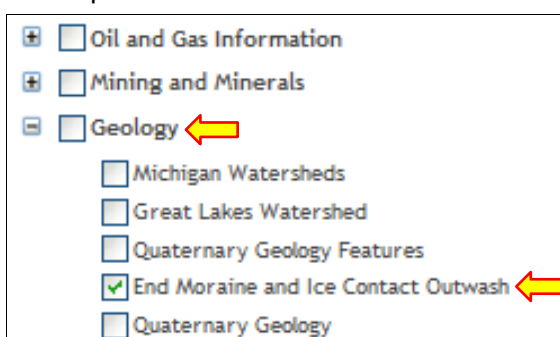 Oil and Gas Information
Mining and Minerals
Geology
Michigan Watersheds
Great Lakes Watershed
Quaternary Geology Features
End Moraine and Ice Contact Outwash
Quaternary Geology